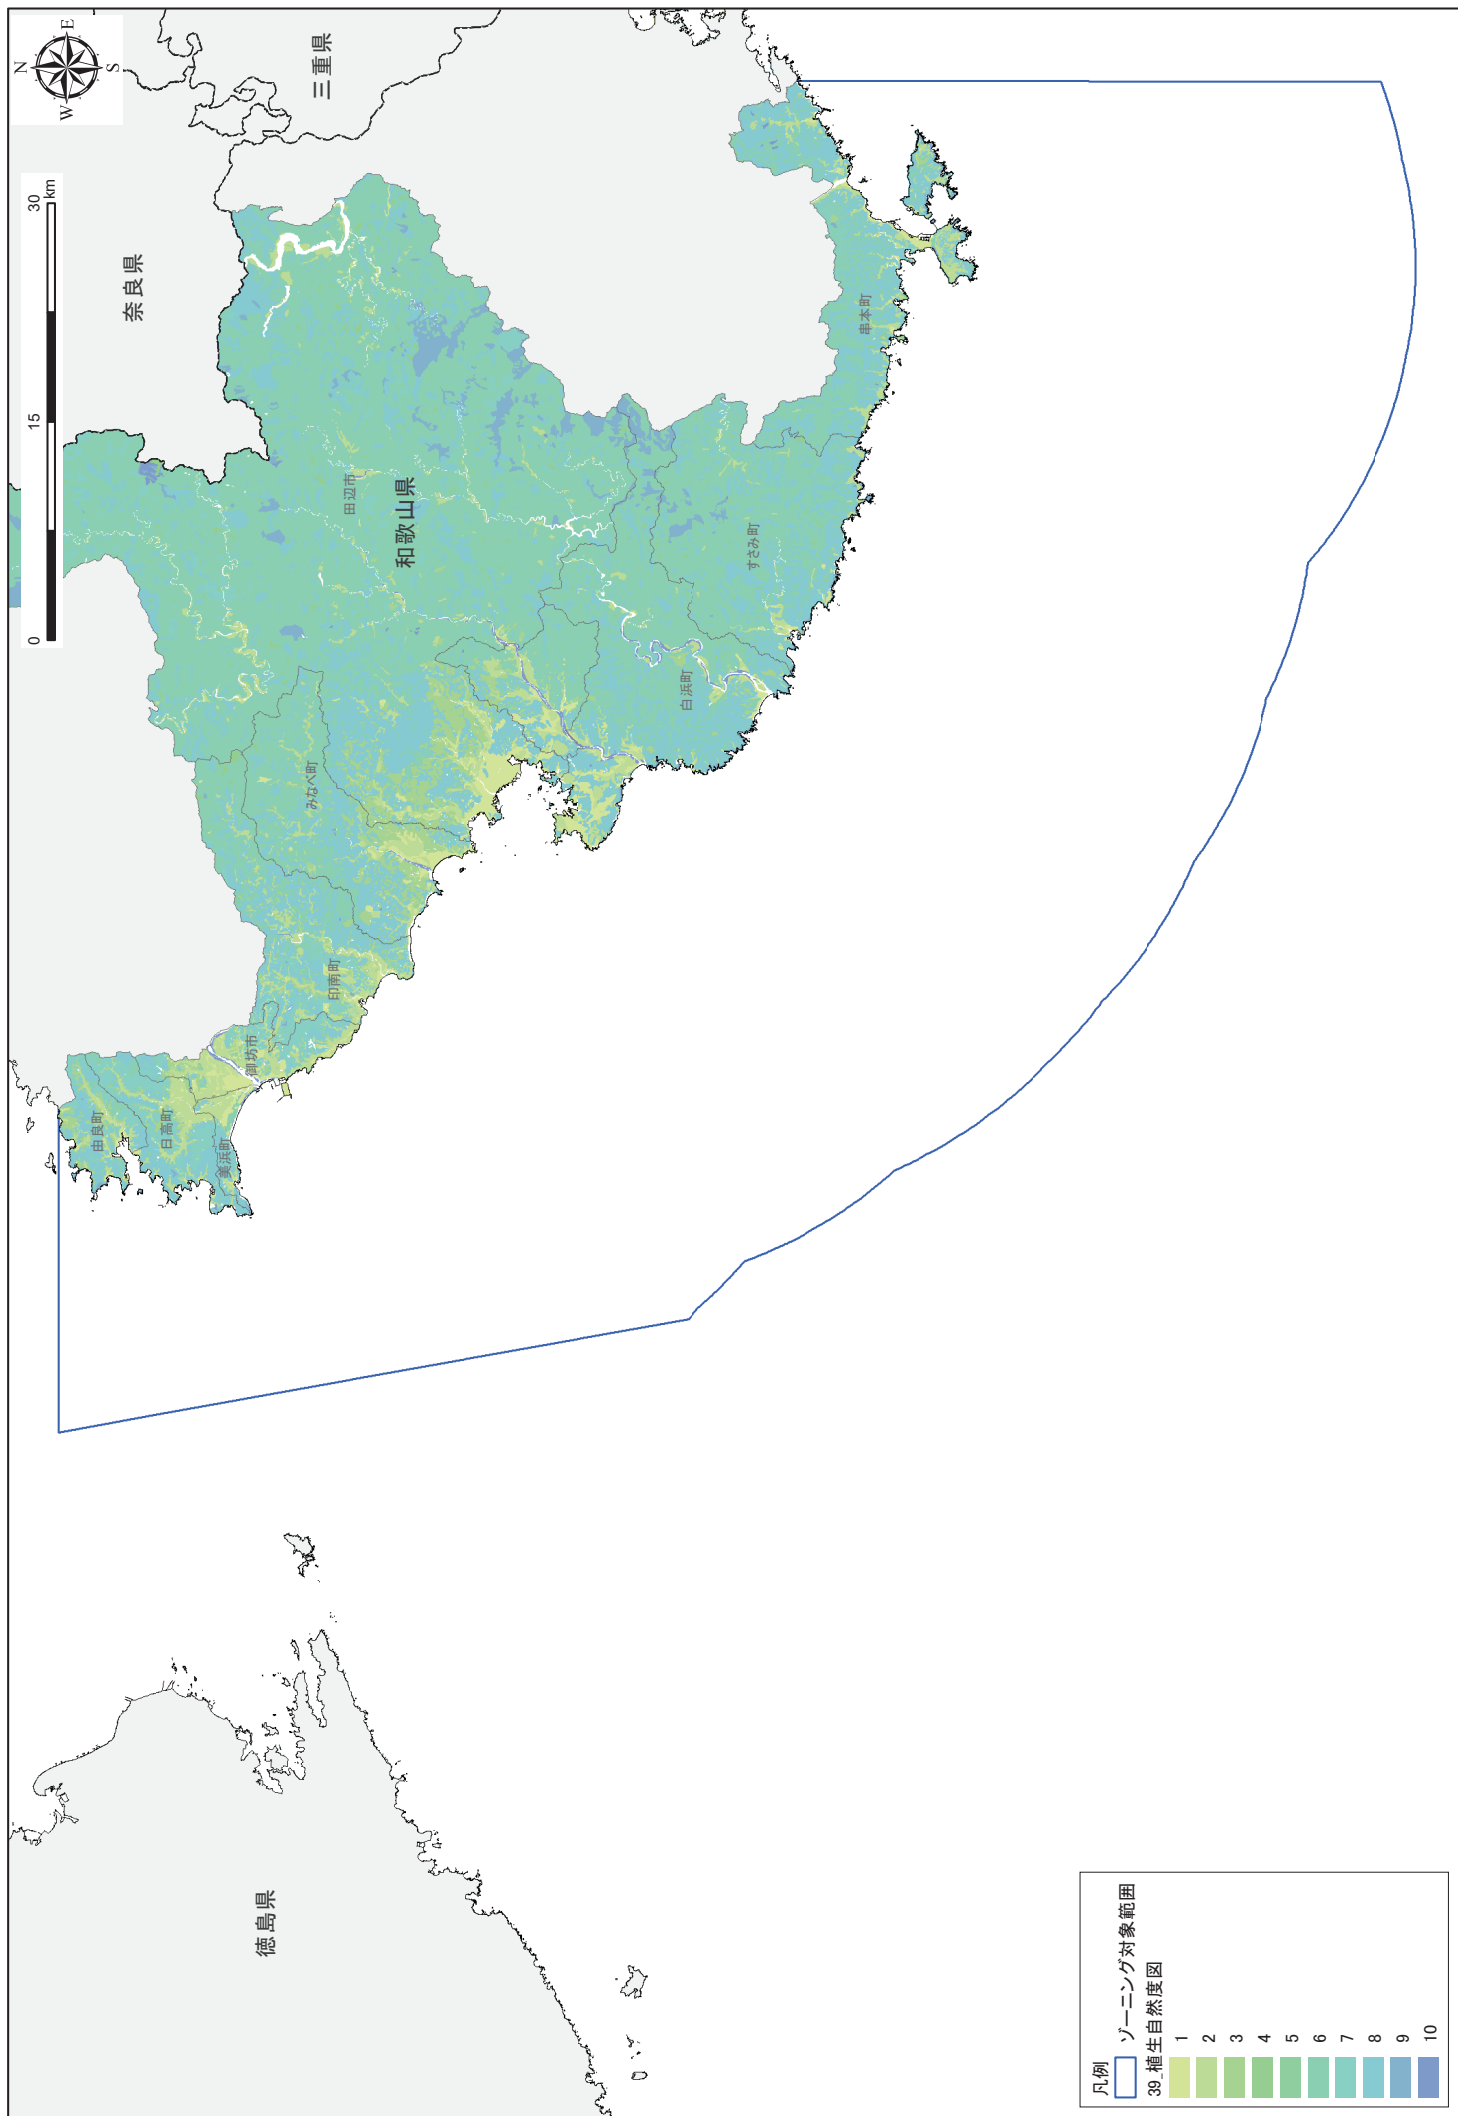 N
W
E
S
0
15
30
km
奈良県
三重県
和歌山県
徳島県
田辺市
みなべ町
印南町
御坊市
由良町
日高町
美浜町
白浜町
すさみ町
串本町
凡例
ゾーニング対象範囲
39_植生自然度図
1
2
3
4
5
6
7
8
9
10